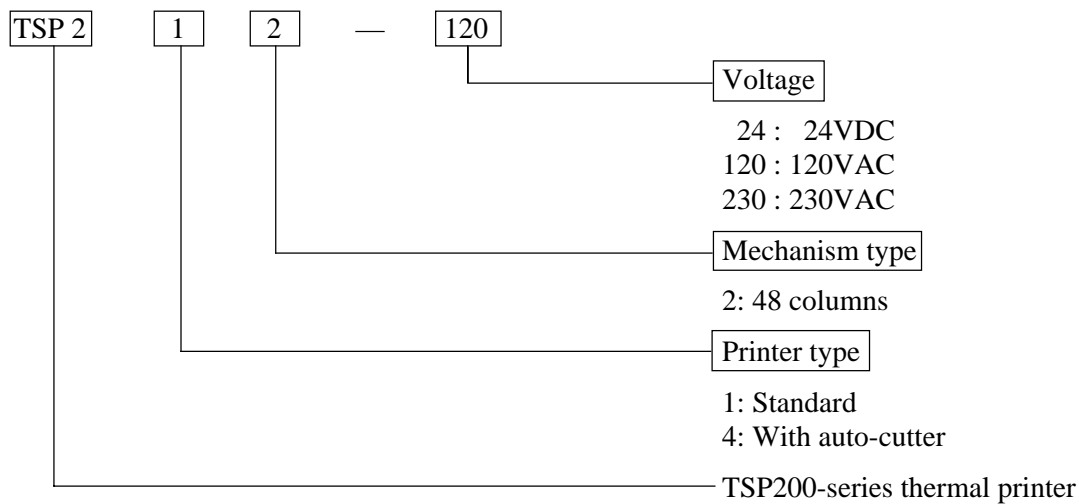 TSP 2 1 2 — 120
Voltage
24 : 24VDC
120 : 120VAC
230 : 230VAC
Mechanism type
2: 48 columns
Printer type
1: Standard
4: With auto-cutter
TSP200-series thermal printer